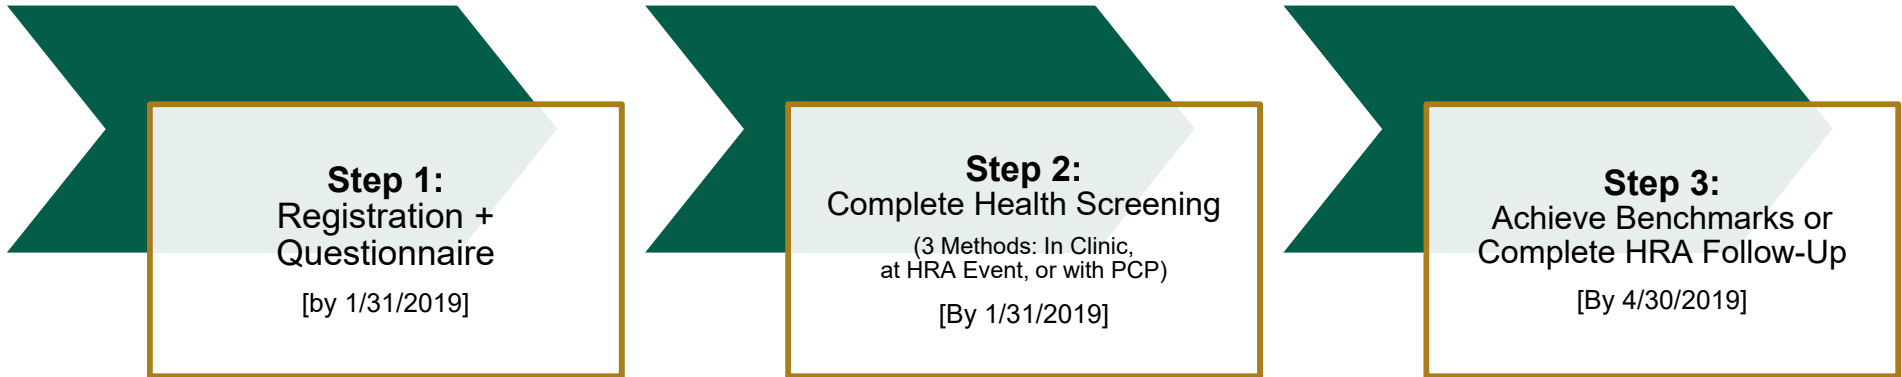 Step 1:
Registration +
Questionnaire
[by 1/31/2019]
Step 2:
Complete Health Screening
(3 Methods: In Clinic,
at HRA Event, or with PCP)
[By 1/31/2019]
Step 3:
Achieve Benchmarks or
Complete HRA Follow-Up
[By 4/30/2019]